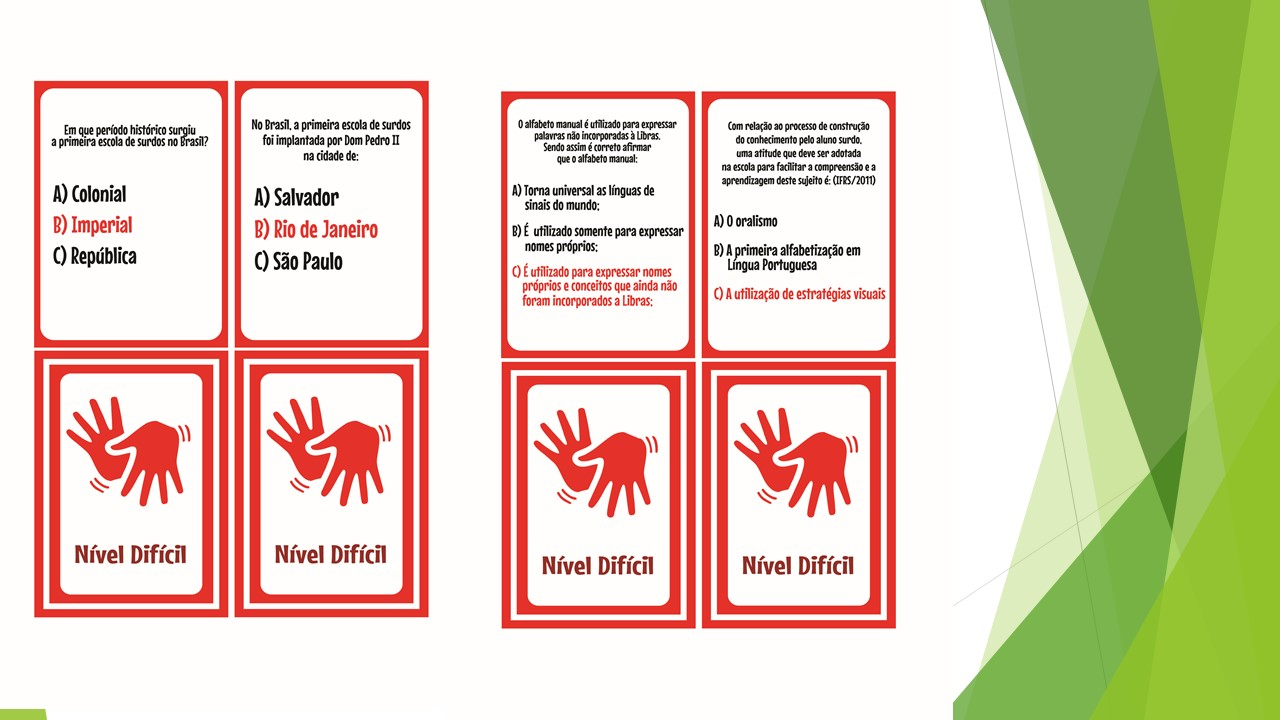 Em que período histórico surgiu
a primeira escola de surdos no Brasil?
A) Colonial
B) Imperial
C) República
No Brasil, a primeira escola de surdos
foi implantada por Dom Pedro II
na cidade de:
A) Salvador
B) Rio de Janeiro
C) São Paulo
O alfabeto manual é utilizado para expressar
palavras não incorporadas à Libras.
Sendo assim é correto afirmar
que o alfabeto manual:
A) Torna universal as línguas de
sinais do mundo;
B) É utilizado somente para expressar
nomes próprios;
C) É utilizado para expressar nomes
próprios e conceitos que ainda não
foram incorporados a Libras;
Com relação ao processo de construção
do conhecimento pelo aluno surdo,
uma atitude que deve ser adotada
na escola para facilitar a compreensão e a
aprendizagem deste sujeito é: (IFRS/2011)
A) O oralismo
B) A primeira alfabetização em
Língua Portuguesa
C) A utilização de estratégias visuais
Nível Difícil
Nível Difícil
Nível Difícil
Nível Difícil